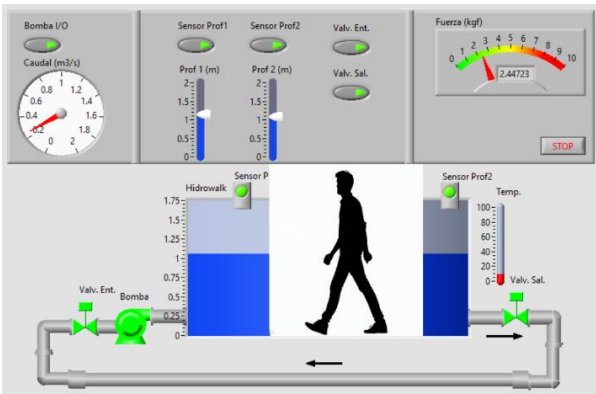 Bomba I/O
Caudal (m3/s)
0 0.2 0.4 0.6 0.8 1 1.2 1.4 1.6 1.8 2
Sensor Prof1
Sensor Prof2
Prof 1 (m)
2
1.5
1
0.5
0
Prof 2 (m)
2
1.5
1
0.5
0
Valv. Ent.
Valv. Sal.
Fuerza (kgf)
0 1 2 3 4 5 6 7 8 9 10
2.44723
STOP
Hidrowalk
Sensor P
Sensor Prof2
1.75
1.5
1.25
1
0.75
0.5
0.25
0
Temp.
100
80
60
40
20
0
Valv. Ent.
Bomba
Valv. Sal.